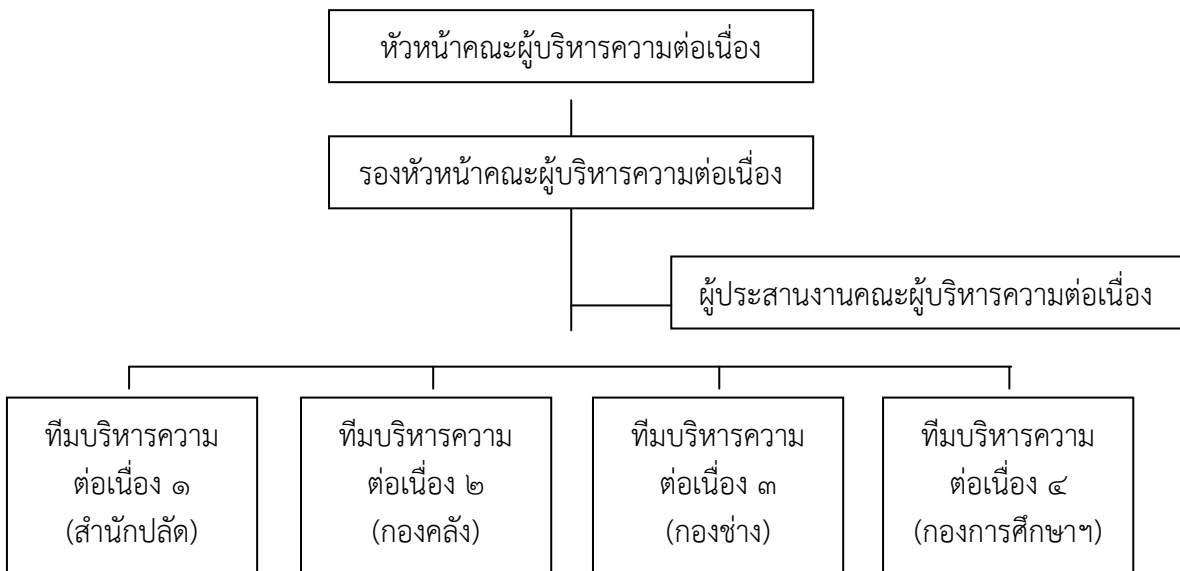 หัวหน้าคณะผู้บริหารความต่อเนื่อง
รองหัวหน้าคณะผู้บริหารความต่อเนื่อง
ผู้ประสานงานคณะผู้บริหารความต่อเนื่อง
ทีมบริหารความ
ต่อเนื่อง ๑
(สำนักปลัด)
ทีมบริหารความ
ต่อเนื่อง ๒
(กองคลัง)
ทีมบริหารความ
ต่อเนื่อง ๓
(กองช่าง)
ทีมบริหารความ
ต่อเนื่อง ๔
(กองการศึกษาฯ)